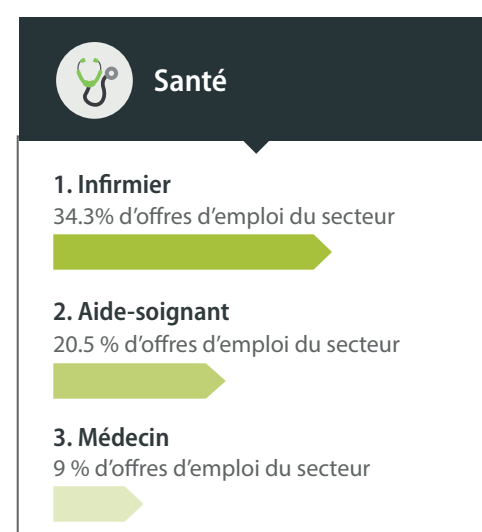 Santé
1. Infirmier
34.3% d'offres d'emploi du secteur
2. Aide-soignant
20.5 % d'offres d'emploi du secteur
3. Médecin
9 % d'offres d'emploi du secteur